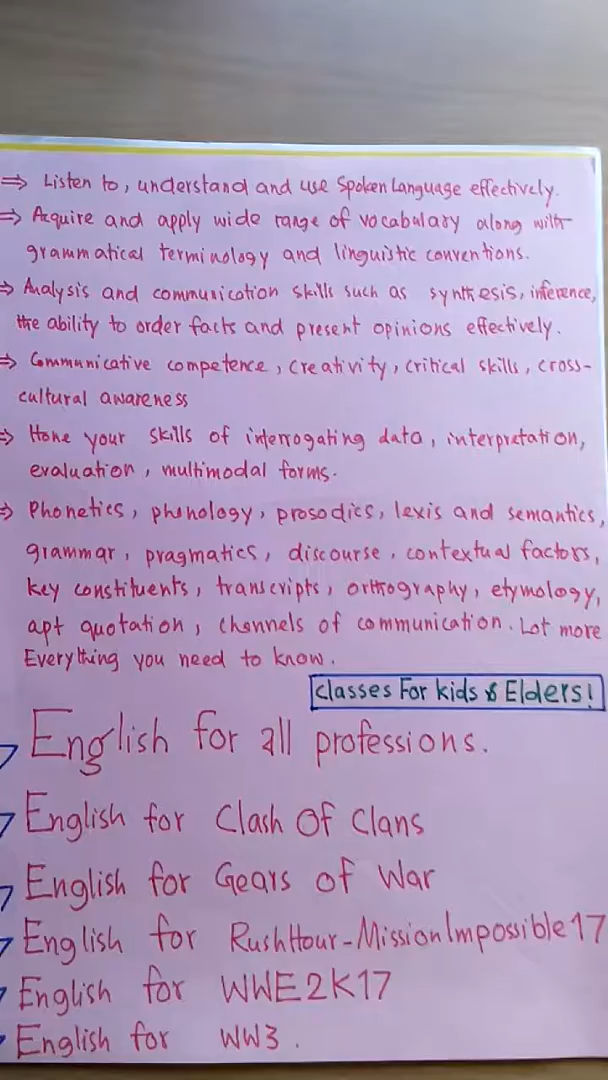 ⇒ Listen to, understand and use Spoken Language effectively.
⇒ Acquire and apply wide range of vocabulary along with
grammatical terminology and linguistic conventions.
⇒ Analysis and communication skills such as synthesis, inference,
the ability to order facts and present opinions effectively.
⇒ Communicative competence, creativity, critical skills, cross-
cultural awareness
⇒ Hone your skills of interrogating data, interpretation,
evaluation, multimodal forms.
⇒ Phonetics, phonology, prosodics, lexis and semantics,
grammar, pragmatics, discourse, contextual factors,
key constituents, transcripts, orthography, etymology,
apt quotation, channels of communication. Lot more
Everything you need to know.
Classes For kids & Elders!
English for all professions.
English for Clash Of Clans
English for Gears of War
English for RushHour-MissionImpossible17
English for WWE2K17
English for WW3.